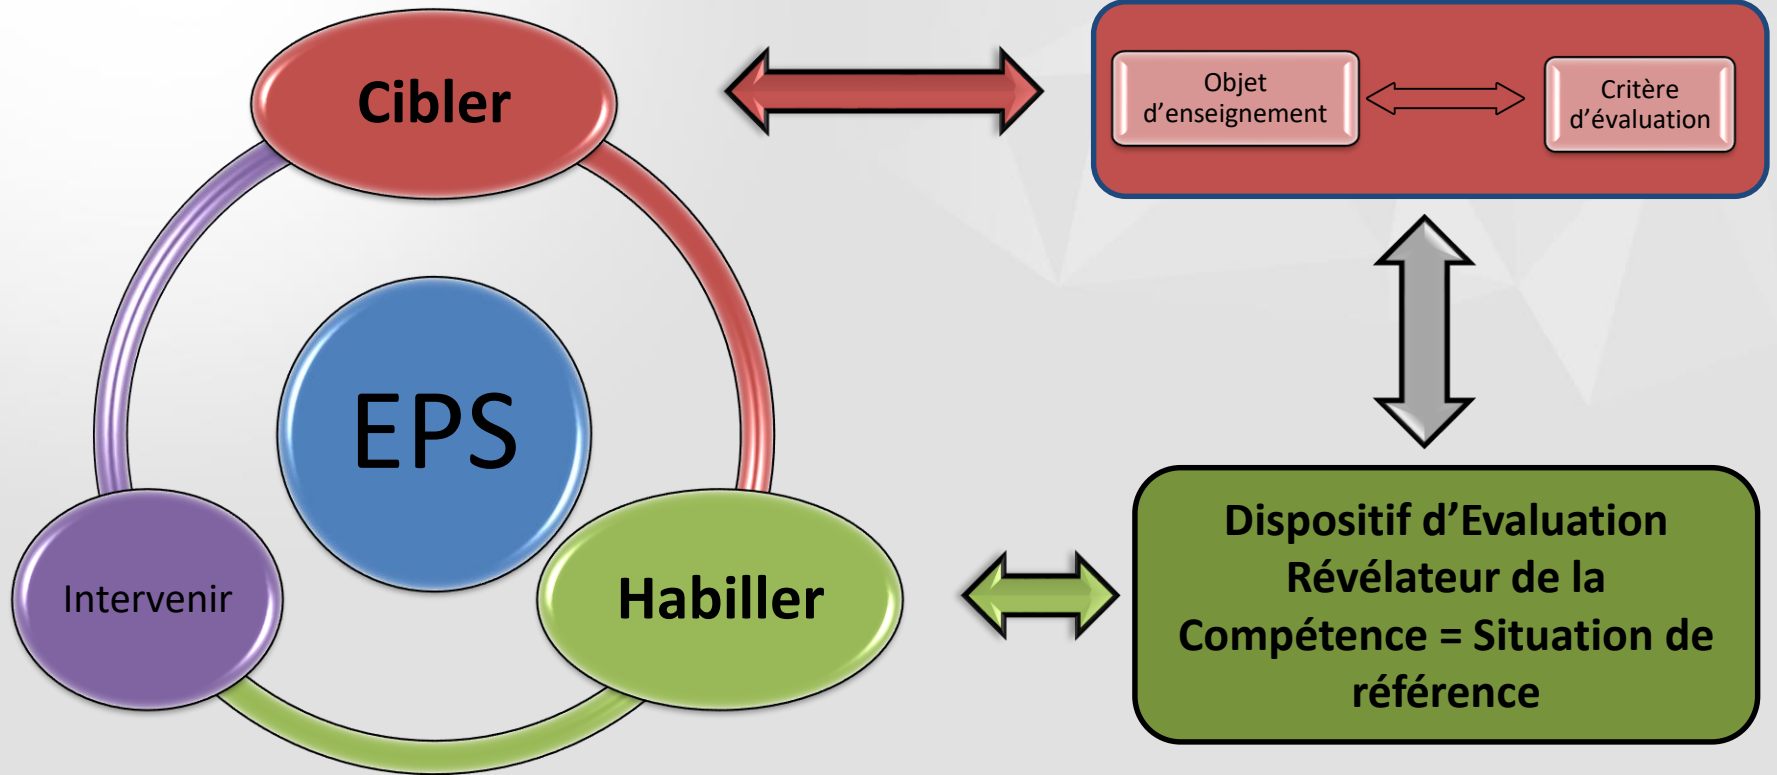 Cibler
Objet
d’enseignement
Critère
d’évaluation
EPS
Intervenir
Habiller
Dispositif d’Evaluation
Révélateur de la
Compétence = Situation de
référence